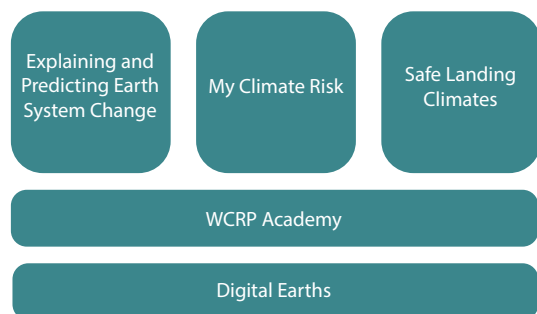 Explaining and
Predicting Earth
System Change
My Climate Risk
Safe Landing
Climates
WCRP Academy
Digital Earths